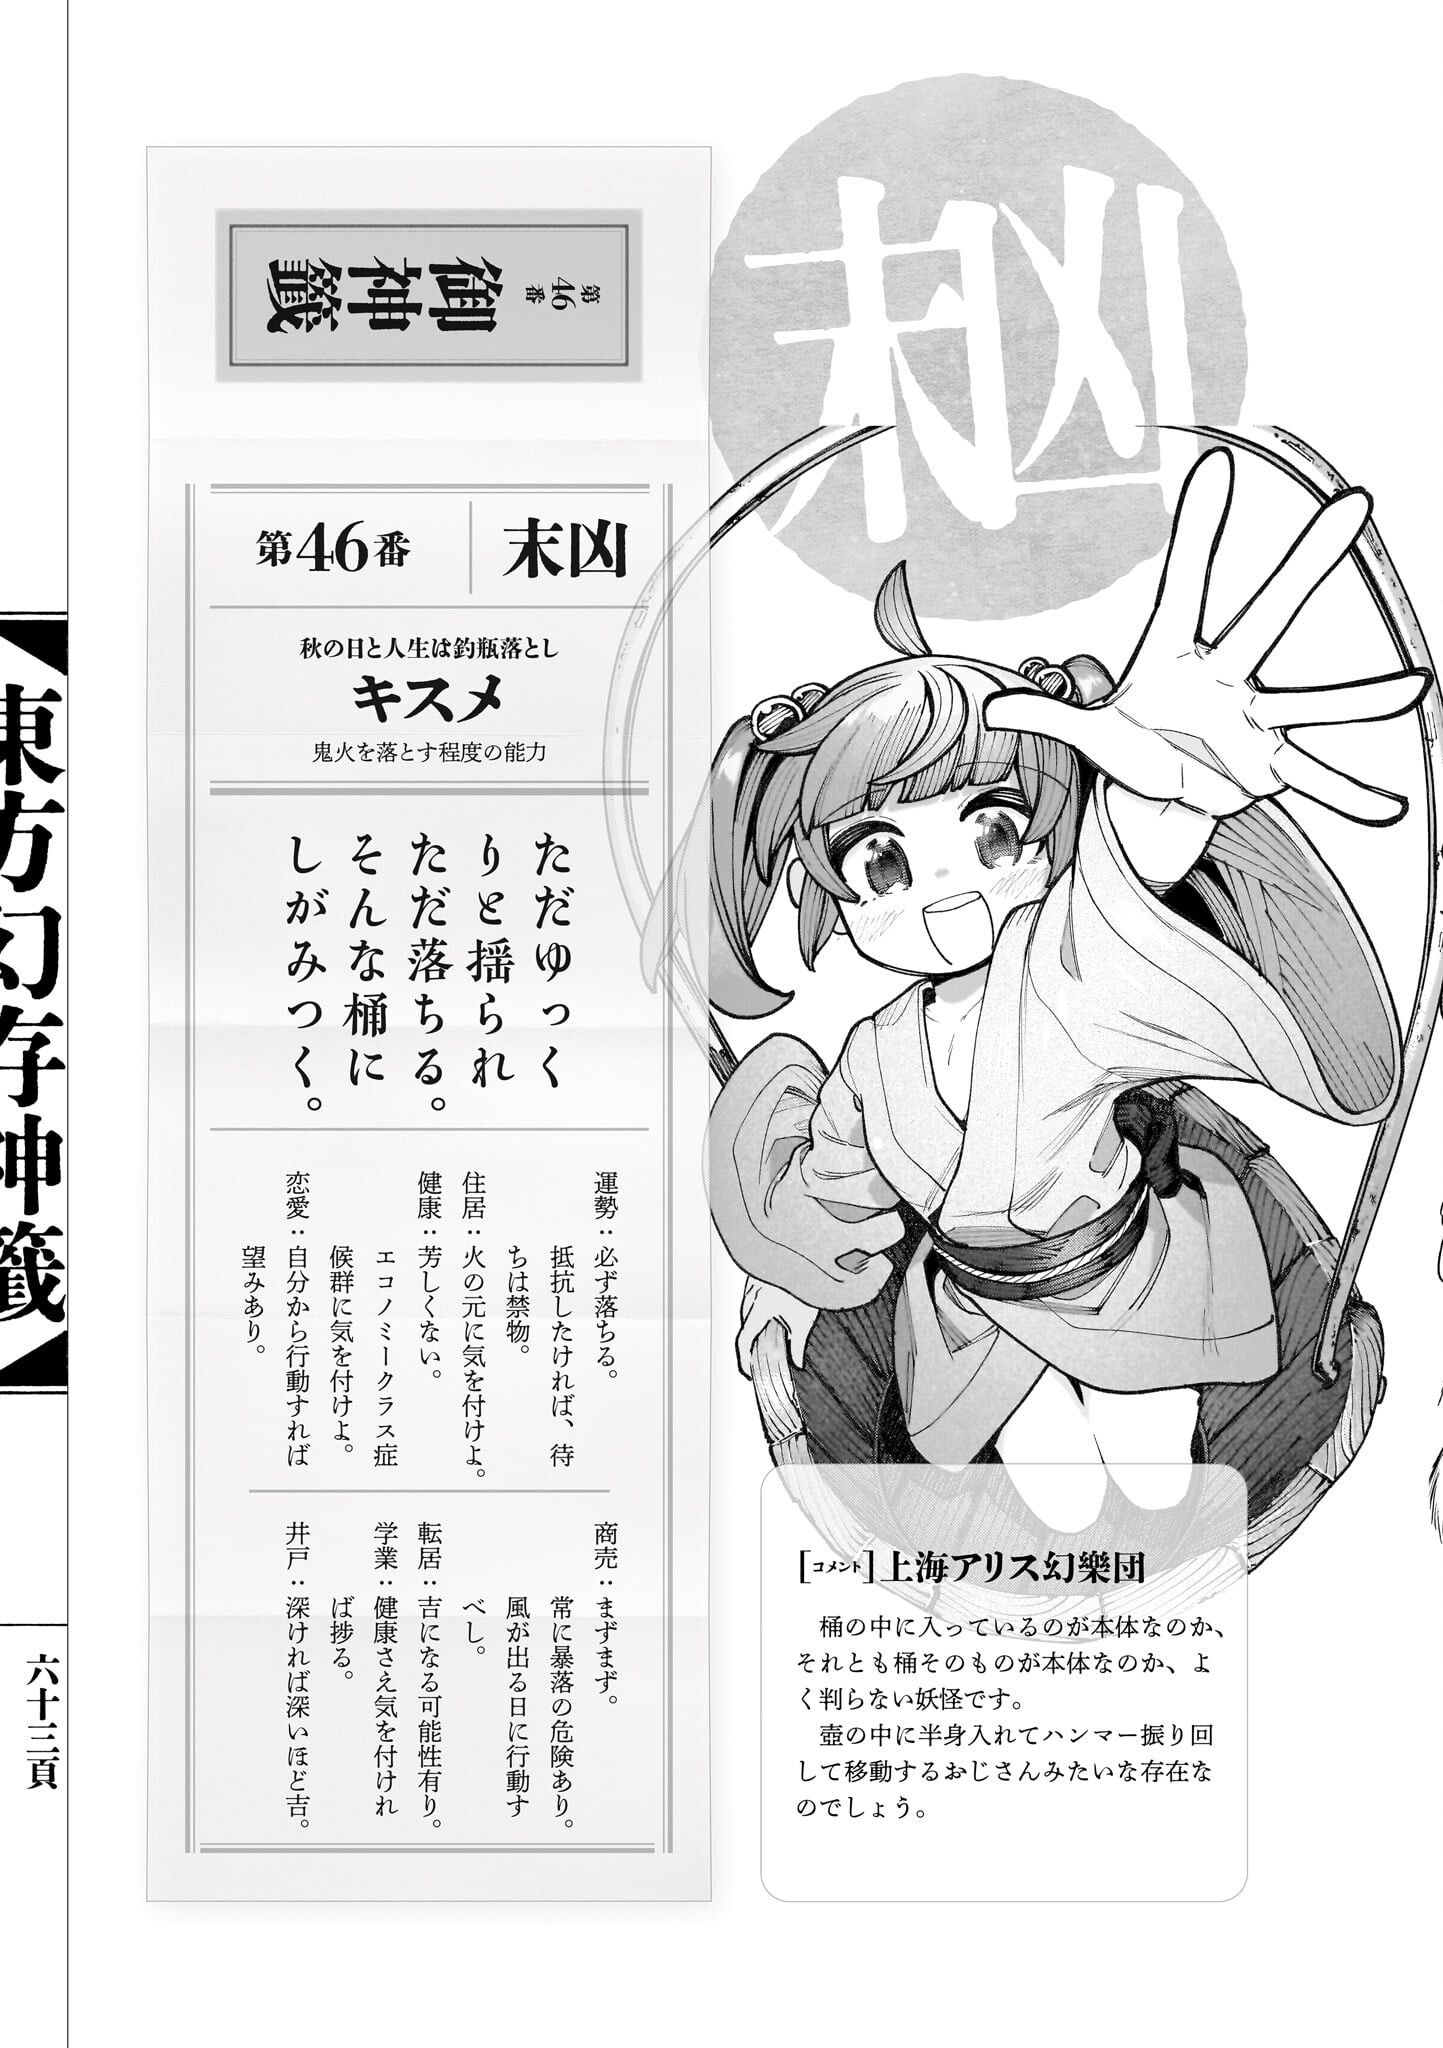 末凶
御神籤
第46番
末凶
第46番
秋の日と人生は釣瓶落とし
キスメ
鬼火を落とす程度の能力
ただゆっく
りと揺られ
ただ落ちる。
そんな桶に
しがみつく。
運勢：必ず落ちる。
抵抗したければ、待
ちは禁物。
住居：火の元に気を付けよ。
健康：芳しくない。
エコノミークラス症
候群に気を付けよ。
恋愛：自分から行動すれば
望みあり。
商売：まずまず。
常に暴落の危険あり。
風が出る日に行動す
べし。
転居：吉になる可能性有り。
学業：健康さえ気を付けれ
ば捗る。
井戸：深ければ深いほど吉。
［コメント］上海アリス幻樂団
桶の中に入っているのが本体なのか、
それとも桶そのものが本体なのか、よ
く判らない妖怪です。
壺の中に半身入れてハンマー振り回
して移動するおじさんみたいな存在な
のでしょう。
東方幻存神籤
六十三頁